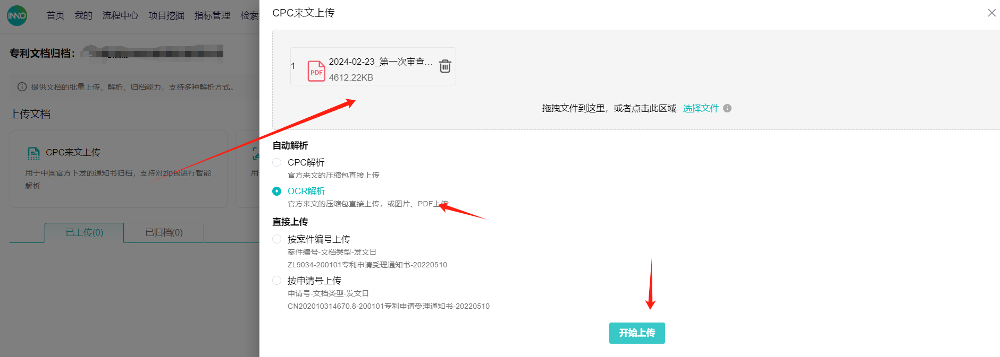 INNO
首页 我的 流程中心 项目挖掘 指标管理 检索
专利文档归档：
提供文档的批量上传、解析、归档能力，支持多种解析方式。
上传文档
CPC来文上传
用于中国官方下发的通知书归档，支持对zip包进行智能
解析
用
已上传(0) 已归档(0)
CPC来文上传
1
PDF
2024-02-23_第一次审查...
4612.22KB
拖拽文件到这里，或者点击此区域 选择文件
自动解析
CPC解析
官方来文的压缩包直接上传
OCR解析
官方来文的压缩包直接上传，或图片、PDF上传
直接上传
按案件编号上传
案件编号-文档类型-发文日
ZL9034-200101专利申请受理通知书-20220510
按申请号上传
申请号-文档类型-发文日
CN202010314670.8-200101专利申请受理通知书-20220510
开始上传